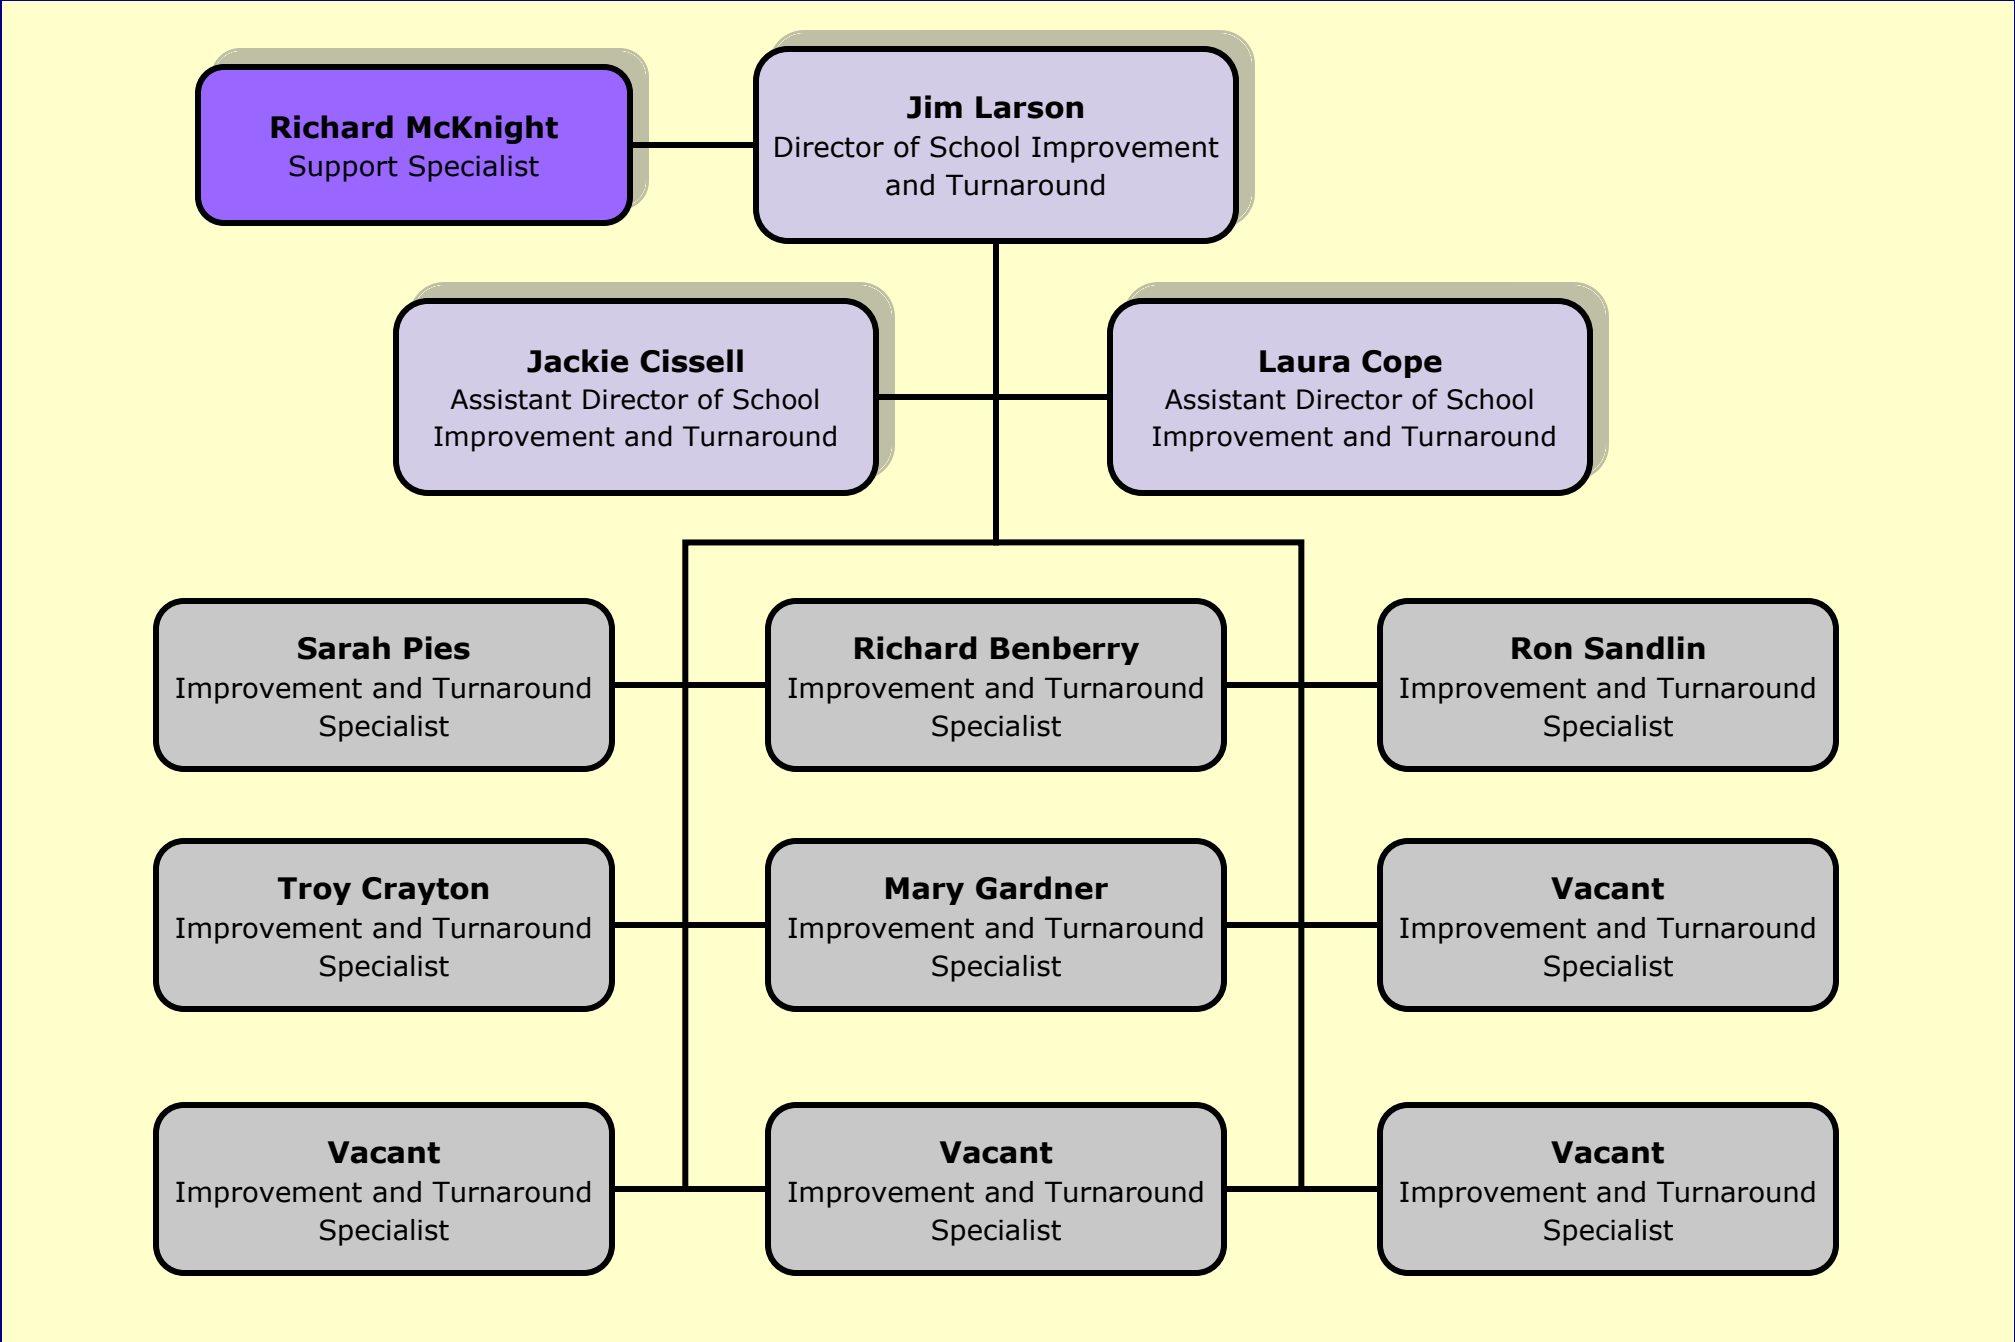 Richard McKnight
Support Specialist
Jim Larson
Director of School Improvement
and Turnaround
Jackie Cissell
Assistant Director of School
Improvement and Turnaround
Laura Cope
Assistant Director of School
Improvement and Turnaround
Sarah Pies
Improvement and Turnaround
Specialist
Richard Benberry
Improvement and Turnaround
Specialist
Ron Sandlin
Improvement and Turnaround
Specialist
Troy Crayton
Improvement and Turnaround
Specialist
Mary Gardner
Improvement and Turnaround
Specialist
Vacant
Improvement and Turnaround
Specialist
Vacant
Improvement and Turnaround
Specialist
Vacant
Improvement and Turnaround
Specialist
Vacant
Improvement and Turnaround
Specialist